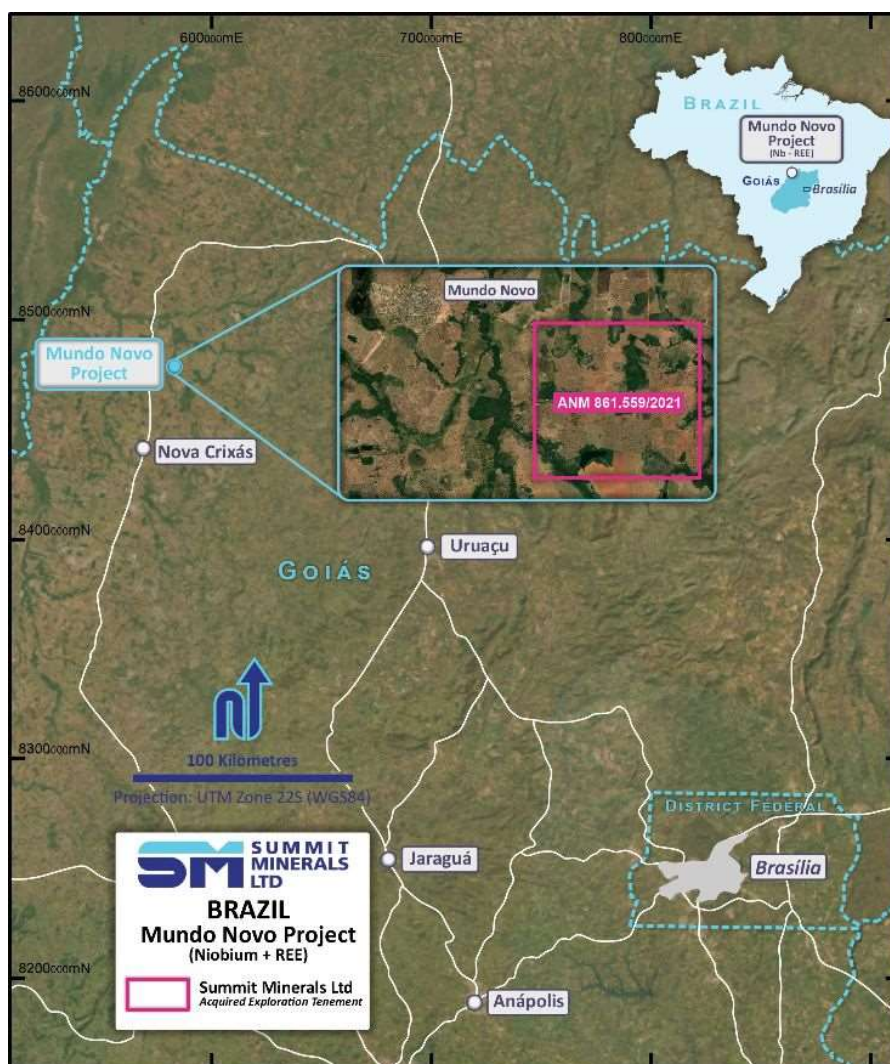 600000mE
700000mE
800000mE
8600000mN
BRAZIL
Mundo Novo
Project
(Nb - REE)
GOIÁS
Brasília
8500000mN
Mundo Novo
Mundo Novo
Project
ANM 861.559/2021
Nova Crixás
8400000mN
Uruaçu
GOIÁS
100 Kilometres
8300000mN
Projection: UTM Zone 22S (WGS84)
DISTRICT FEDERAL
SM SUMMIT
MINERALS
LTD
Jaraguá
Brasília
BRAZIL
Mundo Novo Project
(Niobium + REE)
Summit Minerals Ltd
Acquired Exploration Tenement
8200000mN
Anápolis